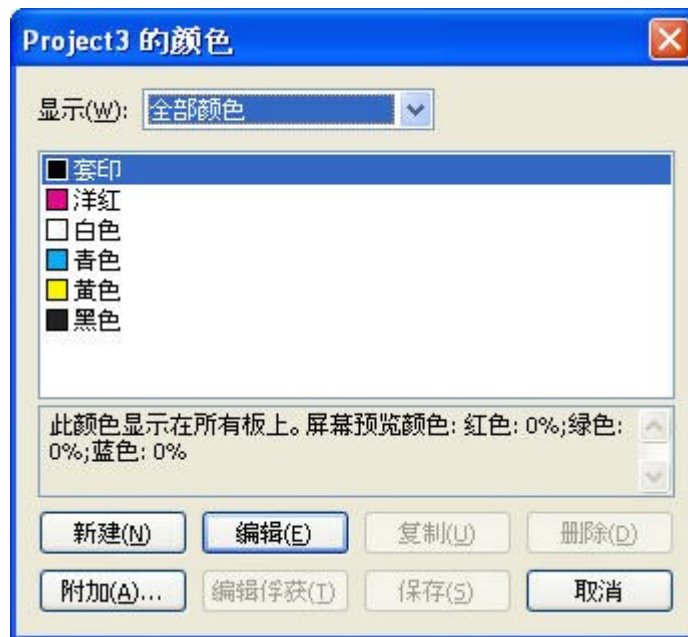 Project3 的颜色
显示(W): 全部颜色
套印
洋红
白色
青色
黄色
黑色
此颜色显示在所有板上。屏幕预览颜色: 红色: 0%;绿色:
0%;蓝色: 0%
新建(N) 编辑(E) 复制(U) 删除(D)
附加(A)... 编辑俘获(T) 保存(S) 取消